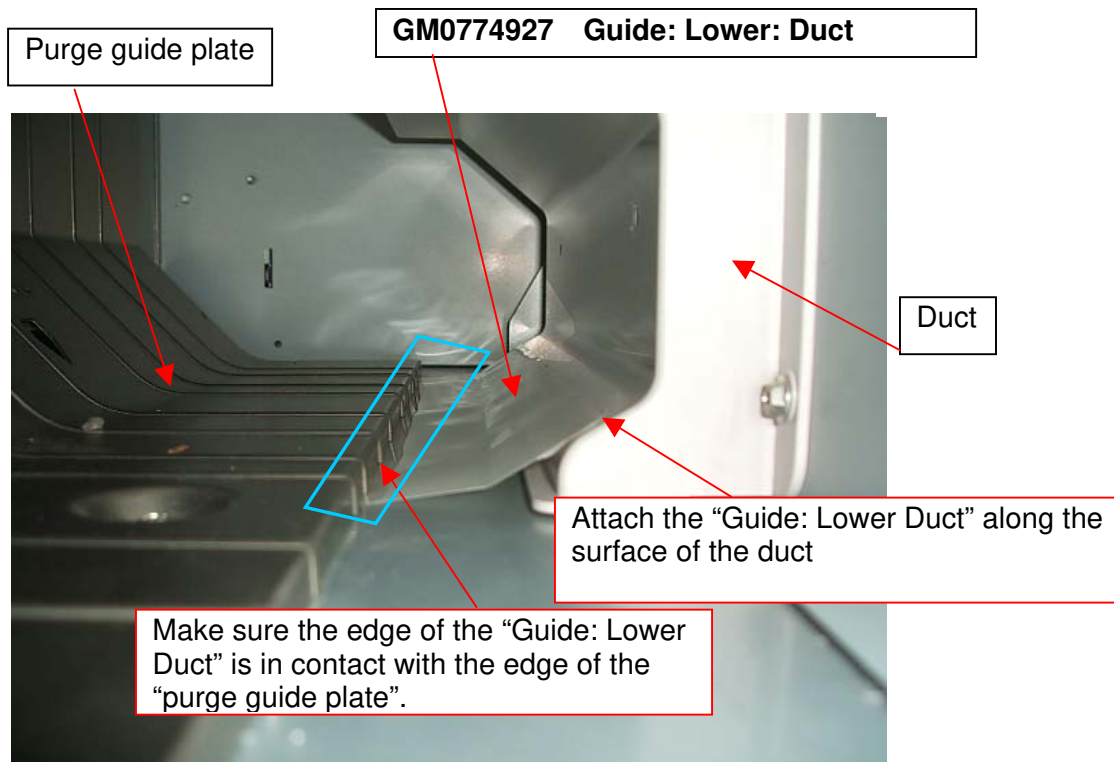 GM0774927 Guide: Lower: Duct
Purge guide plate
Duct
Attach the “Guide: Lower Duct” along the
surface of the duct
Make sure the edge of the “Guide: Lower
Duct” is in contact with the edge of the
“purge guide plate”.